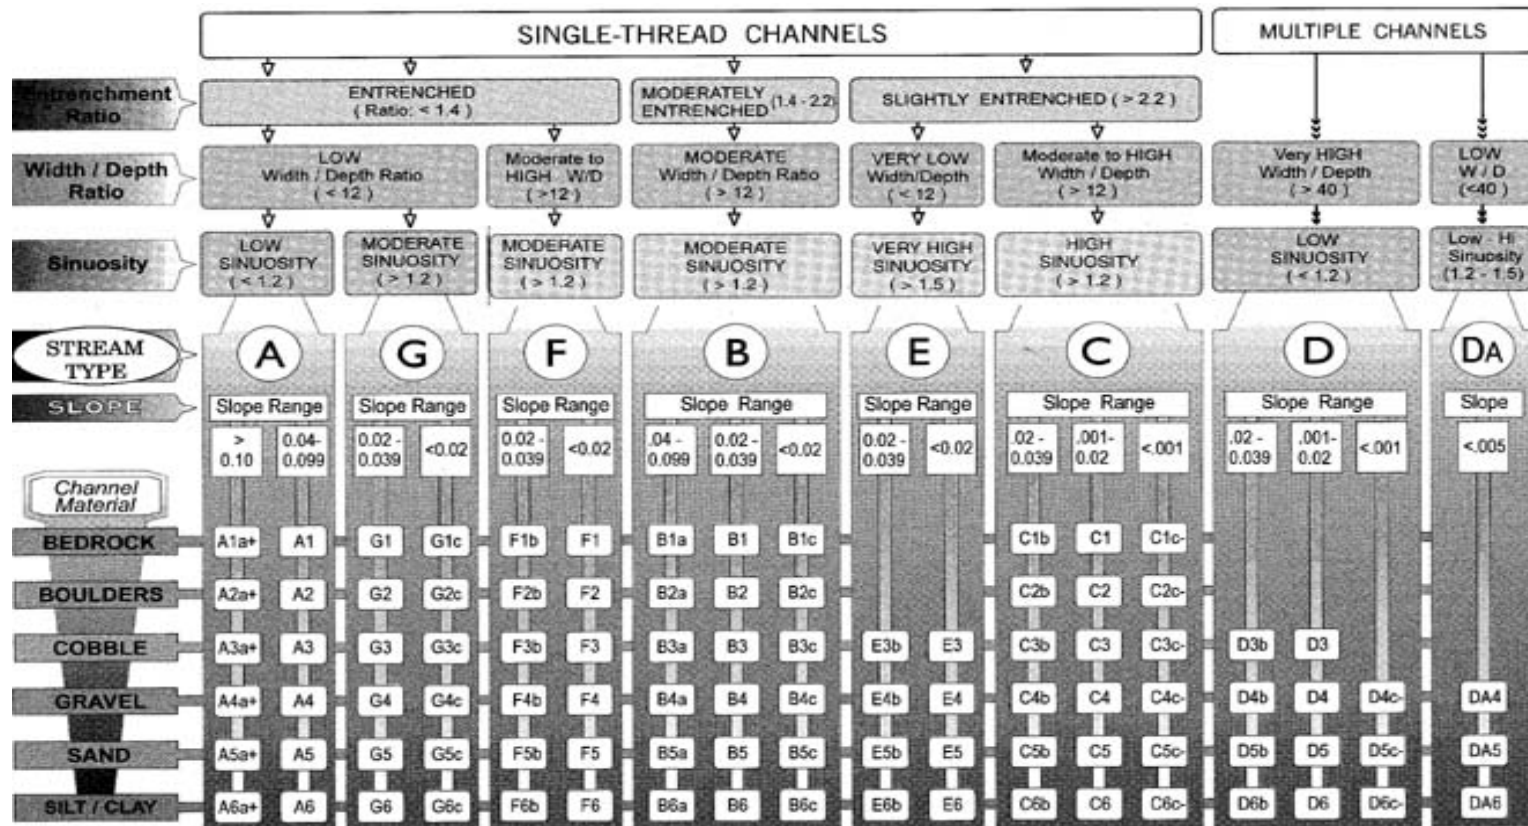 SINGLE-THREAD CHANNELS
MULTIPLE CHANNELS
Entrenchment
Ratio
ENTRENCHED
( Ratio: < 1.4 )
MODERATELY
ENTRENCHED (1.4 - 2.2)
SLIGHTLY ENTRENCHED ( > 2.2 )
Width / Depth
Ratio
LOW
Width / Depth Ratio
( < 12 )
Moderate to
HIGH W/D
( >12 )
MODERATE
Width / Depth Ratio
( > 12 )
VERY LOW
Width/Depth
( < 12 )
Moderate to HIGH
Width / Depth
( > 12 )
Very HIGH
Width / Depth
( > 40 )
LOW
W / D
(<40)
Sinuosity
LOW
SINUOSITY
( < 1.2 )
MODERATE
SINUOSITY
( > 1.2 )
MODERATE
SINUOSITY
( > 1.2 )
MODERATE
SINUOSITY
( > 1.2 )
VERY HIGH
SINUOSITY
( > 1.5 )
HIGH
SINUOSITY
( > 1.2 )
LOW
SINUOSITY
( < 1.2 )
Low - Hi
Sinuosity
(1.2 - 1.5)
STREAM
TYPE
A G F B E C D DA
SLOPE
Slope Range Slope Range Slope Range Slope Range Slope Range Slope Range Slope Range Slope
> 0.04- 0.02 - 0.02 - .04 - 0.02 - 0.02 - .02 - .001- .02 - .001-
<0.02 <0.02 <0.02 <0.02 <.001 <.001 <.005
0.10 0.099 0.039 0.039 0.099 0.039 0.039 0.039 0.02 0.039 0.02
Channel
Material
BEDROCK A1a+ A1 G1 G1c F1b F1 B1a B1 B1c C1b C1 C1c-
BOULDERS A2a+ A2 G2 G2c F2b F2 B2a B2 B2c C2b C2 C2c-
COBBLE A3a+ A3 G3 G3c F3b F3 B3a B3 B3c E3b E3 C3b C3 C3c- D3b D3
GRAVEL A4a+ A4 G4 G4c F4b F4 B4a B4 B4c E4b E4 C4b C4 C4c- D4b D4 D4c- DA4
SAND A5a+ A5 G5 G5c F5b F5 B5a B5 B5c E5b E5 C5b C5 C5c- D5b D5 D5c- DA5
SILT / CLAY A6a+ A6 G6 G6c F6b F6 B6a B6 B6c E6b E6 C6b C6 C6c- D6b D6 D6c- DA6